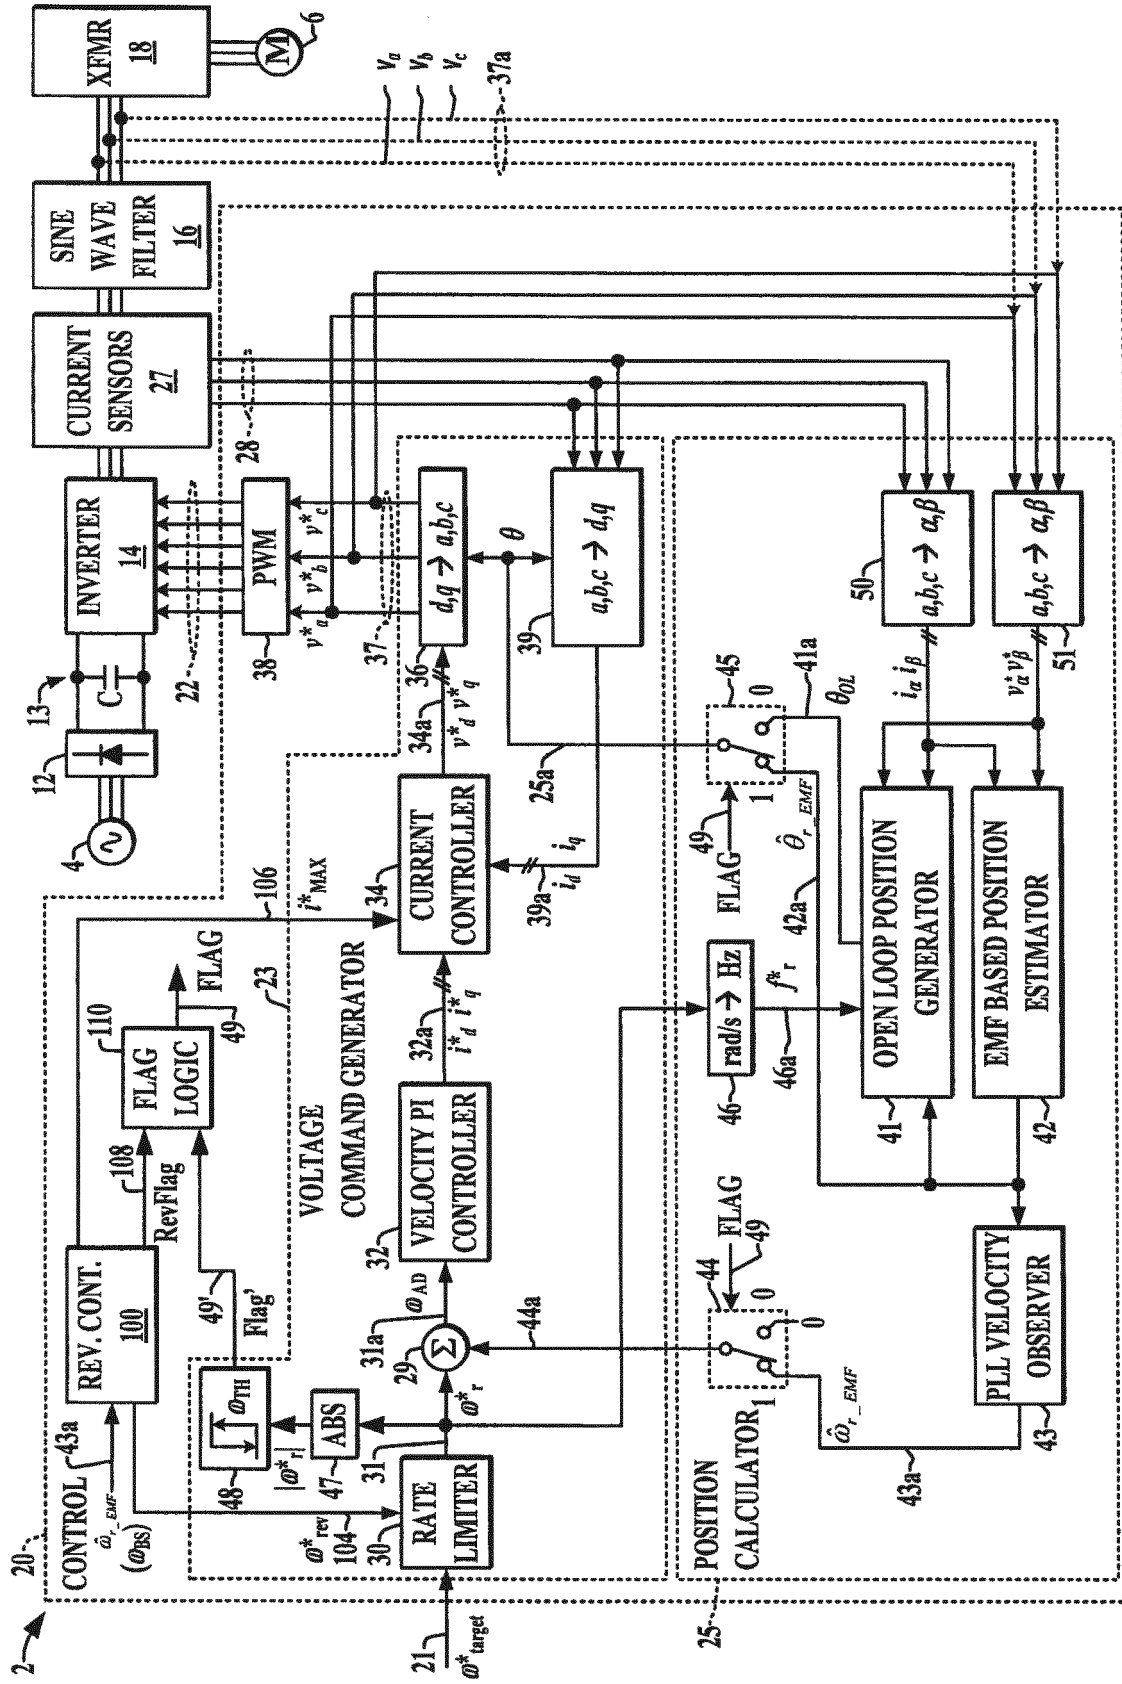 2
20
CONTROL
ω̂r_EMF
(ωBS)
43a
REV. CONT.
100
108
RevFlag
110
FLAG
LOGIC
FLAG
49
49'
Flag'
106
i*MAX
23
4
12
13
C
INVERTER
14
CURRENT
SENSORS
27
SINE
WAVE
FILTER
16
XFMR
18
M
6
va
vb
vc
37a
22
28
PWM
38
v*a
v*b
v*c
37
VOLTAGE
COMMAND GENERATOR
48
ωTH
|ω*r|
47
ABS
ω*rev
104
30
RATE
LIMITER
31
21
ω*target
ω*r
29
Σ
31a
ωAD
32
VELOCITY PI
CONTROLLER
32a
i*d i*q
34
CURRENT
CONTROLLER
34a
v*d v*q
36
d,q → a,b,c
θ
39
a,b,c → d,q
39a
id iq
25a
44a
25
POSITION
CALCULATOR
44
FLAG
49
1
0
0
ω̂r_EMF
43a
46
rad/s → Hz
46a
f*r
FLAG
49
45
1
0
42a
θ̂r_EMF
θOL
41a
41
OPEN LOOP POSITION
GENERATOR
42
EMF BASED POSITION
ESTIMATOR
43
PLL VELOCITY
OBSERVER
50
a,b,c → α,β
iα iβ
51
a,b,c → α,β
vα* vβ*